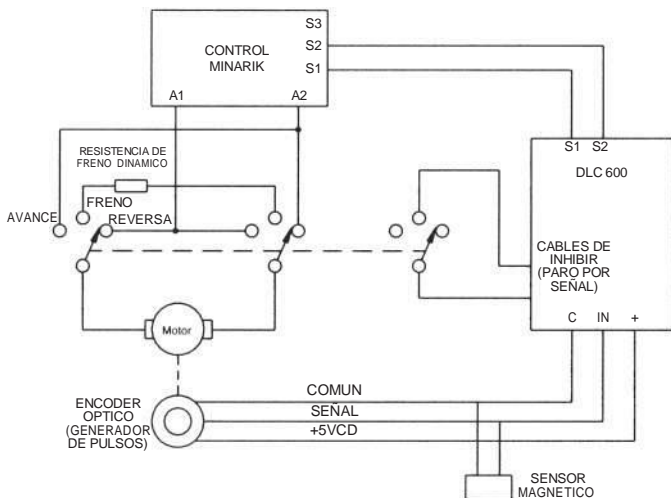 CONTROL
MINARIK
S3
S2
S1
A1
A2
RESISTENCIA DE
FRENO DINAMICO
FRENO
AVANCE
REVERSA
S1
S2
DLC 600
CABLES DE
INHIBIR
(PARO POR
SEÑAL)
C
IN
+
Motor
ENCODER
OPTICO
(GENERADOR
DE PULSOS)
COMUN
SEÑAL
+5VCD
SENSOR
MAGNETICO